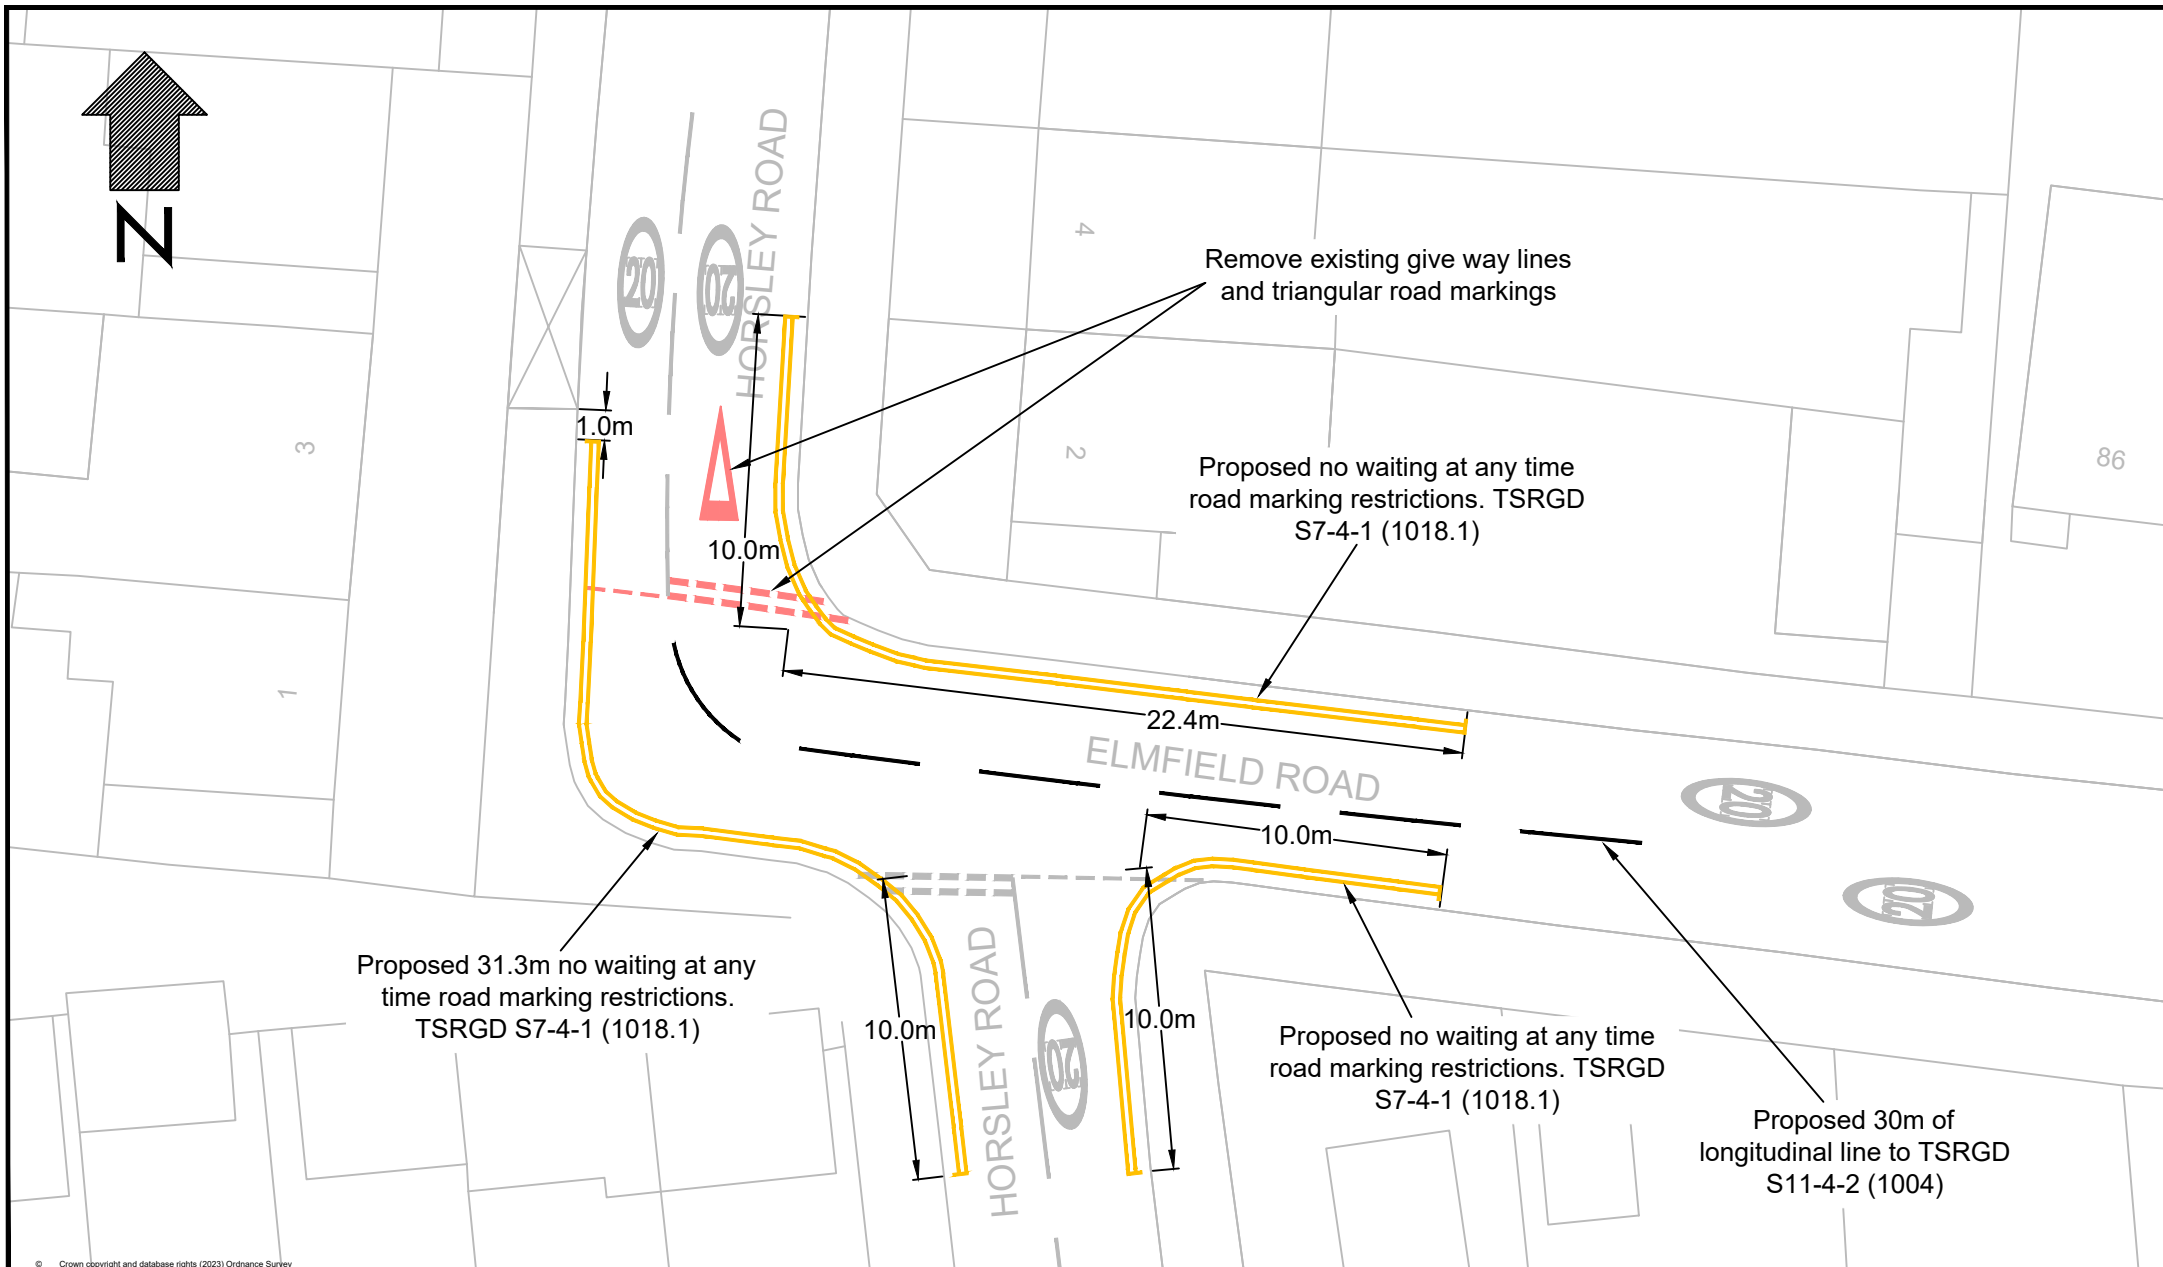 N
HORSLEY ROAD
20
20
4
Remove existing give way lines
and triangular road markings
1.0m
3
2
86
Proposed no waiting at any time
road marking restrictions. TSRGD
S7-4-1 (1018.1)
10.0m
1
22.4m
ELMFIELD ROAD
20
10.0m
20
Proposed 31.3m no waiting at any
time road marking restrictions.
TSRGD S7-4-1 (1018.1)
10.0m
HORSLEY ROAD
20
10.0m
Proposed no waiting at any time
road marking restrictions. TSRGD
S7-4-1 (1018.1)
Proposed 30m of
longitudinal line to TSRGD
S11-4-2 (1004)
© Crown copyright and database rights (2023) Ordnance Survey